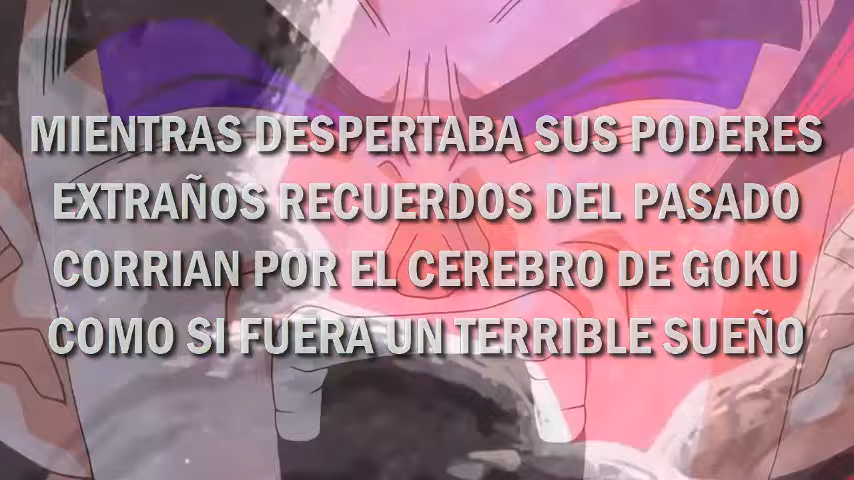 MIENTRAS DESPERTABA SUS PODERES
EXTRAÑOS RECUERDOS DEL PASADO
CORRIAN POR EL CEREBRO DE GOKU
COMO SI FUERA UN TERRIBLE SUEÑO